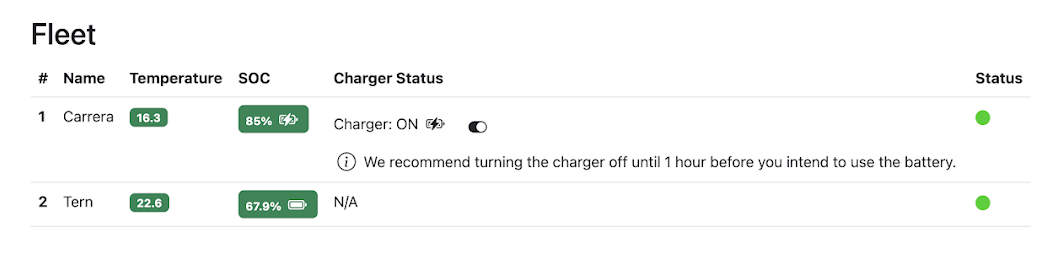 Fleet
# Name Temperature SOC Charger Status Status
1 Carrera 16.3 85% Charger: ON
We recommend turning the charger off until 1 hour before you intend to use the battery.
2 Tern 22.6 67.9% N/A